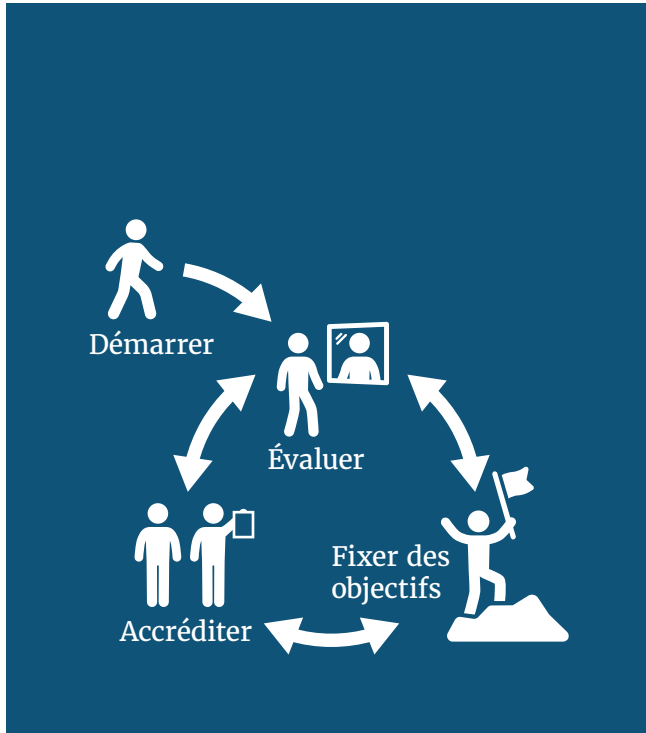 Démarrer
Évaluer
Fixer des
objectifs
Accréditer